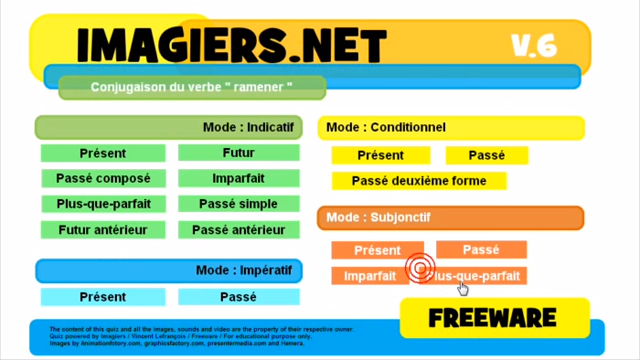 IMAGIERS.NET
V.6
Conjugaison du verbe " ramener "
Mode : Indicatif
Présent
Futur
Passé composé
Imparfait
Plus-que-parfait
Passé simple
Futur antérieur
Passé antérieur
Mode : Impératif
Présent
Passé
Mode : Conditionnel
Présent
Passé
Passé deuxième forme
Mode : Subjonctif
Présent
Passé
Imparfait
Plus-que-parfait
FREEWARE
The content of this quiz and all the images, sounds and video are the property of their respective owner.
Quiz powered by Imagiers / Vincent Lefrançois / Freeware / For educational purpose only.
Images by Animationfctory.com, graphicsfactory.com, presentermedia.com and Hemera.